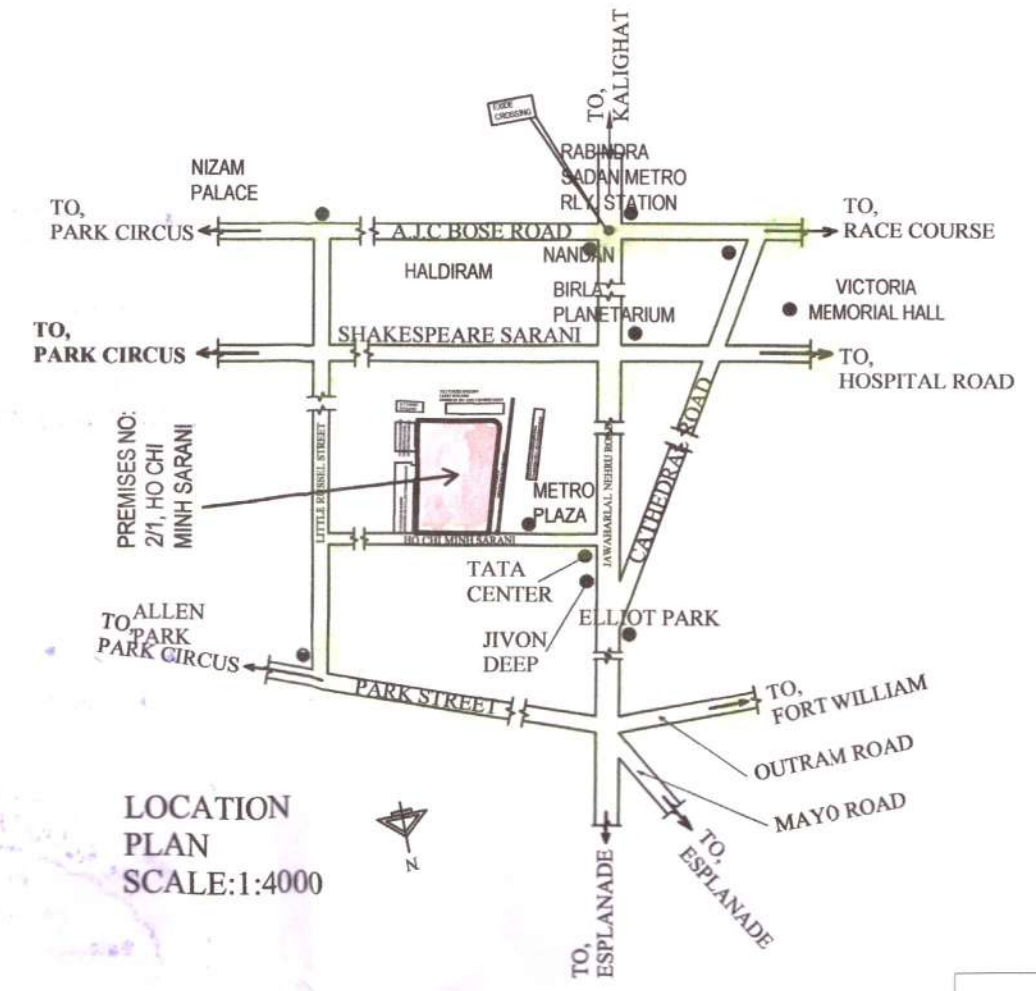 TO,
KALIGHAT
EXIDE
CROSSING
RABINDRA
SADAN METRO
RLY. STATION
NIZAM
PALACE
TO,
PARK CIRCUS
A.J.C BOSE ROAD
TO,
RACE COURSE
HALDIRAM
NANDAN
BIRLA
PLANETARIUM
VICTORIA
MEMORIAL HALL
TO,
PARK CIRCUS
SHAKESPEARE SARANI
TO,
HOSPITAL ROAD
PREMISES NO:
2/1, HO CHI
MINH SARANI
LITTLE RUSSEL STREET
METRO
PLAZA
JAWAHARLAL NEHRU ROAD
CATHEDRAL ROAD
HO CHI MINH SARANI
TATA
CENTER
JIVON
DEEP
ELLIOT PARK
ALLEN
PARK
TO,
PARK CIRCUS
PARK STREET
TO,
FORT WILLIAM
OUTRAM ROAD
MAYO ROAD
TO,
ESPLANADE
TO,
ESPLANADE
LOCATION
PLAN
SCALE:1:4000
N